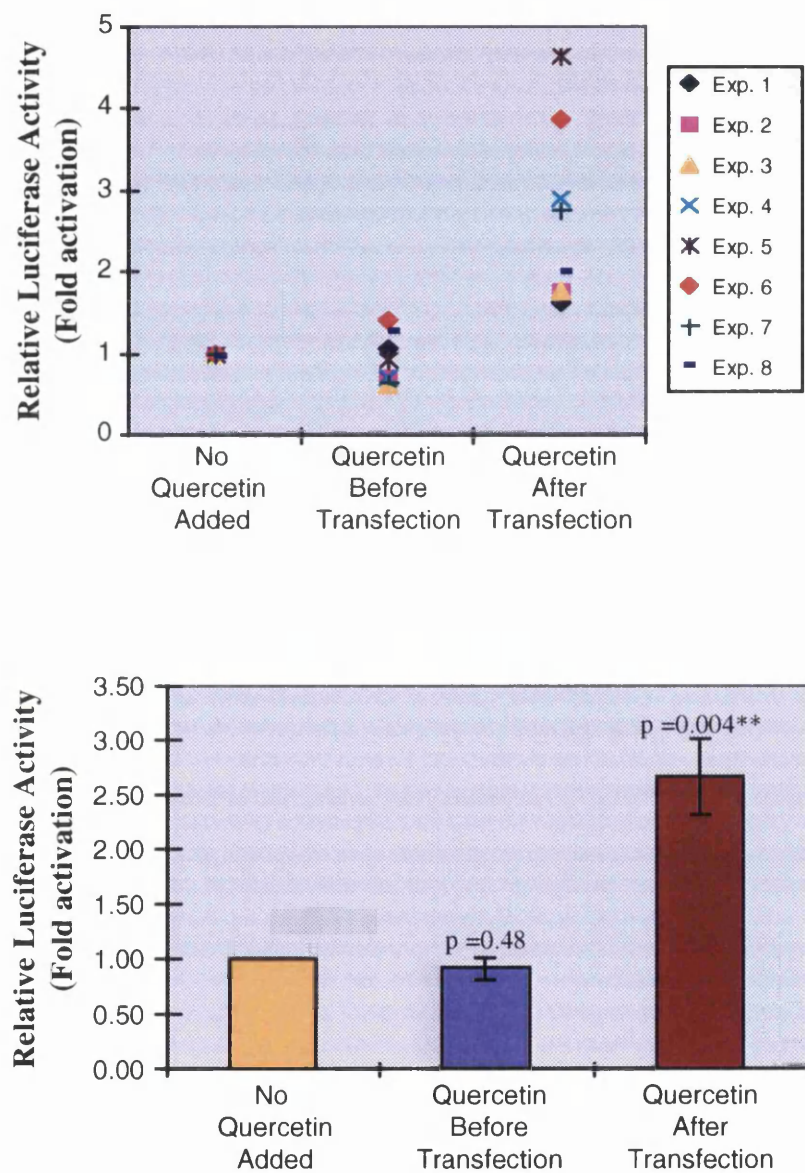 Relative Luciferase Activity
(Fold activation)
5
4
3
2
1
0
No
Quercetin
Added
Quercetin
Before
Transfection
Quercetin
After
Transfection
Exp. 1
Exp. 2
Exp. 3
Exp. 4
Exp. 5
Exp. 6
Exp. 7
Exp. 8
Relative Luciferase Activity
(Fold activation)
3.50
3.00
2.50
2.00
1.50
1.00
0.50
0.00
p =0.48
p =0.004**
No
Quercetin
Added
Quercetin
Before
Transfection
Quercetin
After
Transfection